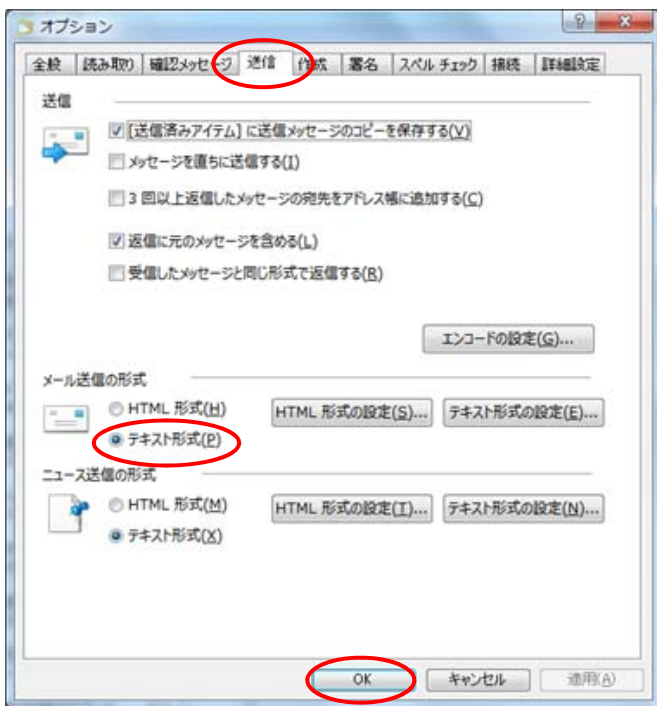 オプション
全般 読み取り 確認メッセージ 送信 作成 署名 スペル チェック 接続 詳細設定
送信
[送信済みアイテム] に送信メッセージのコピーを保存する(V)
メッセージを直ちに送信する(I)
3 回以上返信したメッセージの宛先をアドレス帳に追加する(C)
返信に元のメッセージを含める(L)
受信したメッセージと同じ形式で返信する(R)
エンコードの設定(G)...
メール送信の形式
HTML 形式(H) HTML 形式の設定(S)... テキスト形式の設定(E)...
テキスト形式(P)
ニュース送信の形式
HTML 形式(M) HTML 形式の設定(T)... テキスト形式の設定(N)...
テキスト形式(X)
OK キャンセル 適用(A)